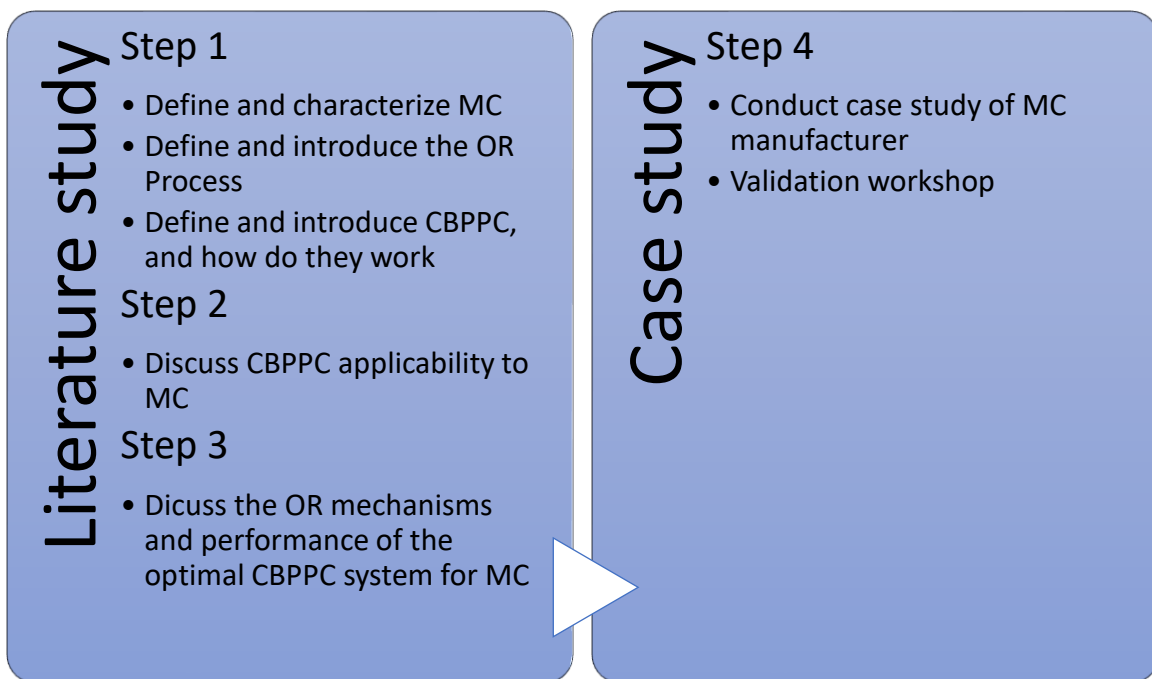 Literature study
Step 1
• Define and characterize MC
• Define and introduce the OR
Process
• Define and introduce CBPPC,
and how do they work
Step 2
• Discuss CBPPC applicability to
MC
Step 3
• Dicuss the OR mechanisms
and performance of the
optimal CBPPC system for MC
Case study
Step 4
• Conduct case study of MC
manufacturer
• Validation workshop